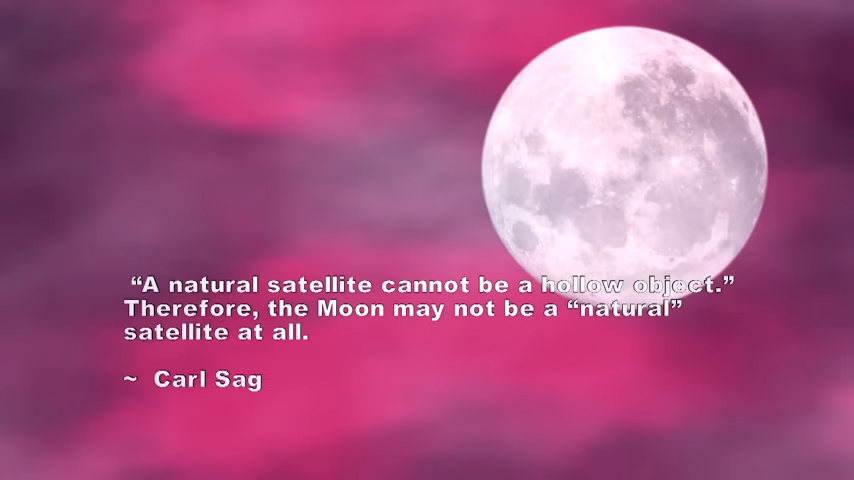 “A natural satellite cannot be a hollow object.”
Therefore, the Moon may not be a “natural”
satellite at all.
~ Carl Sag